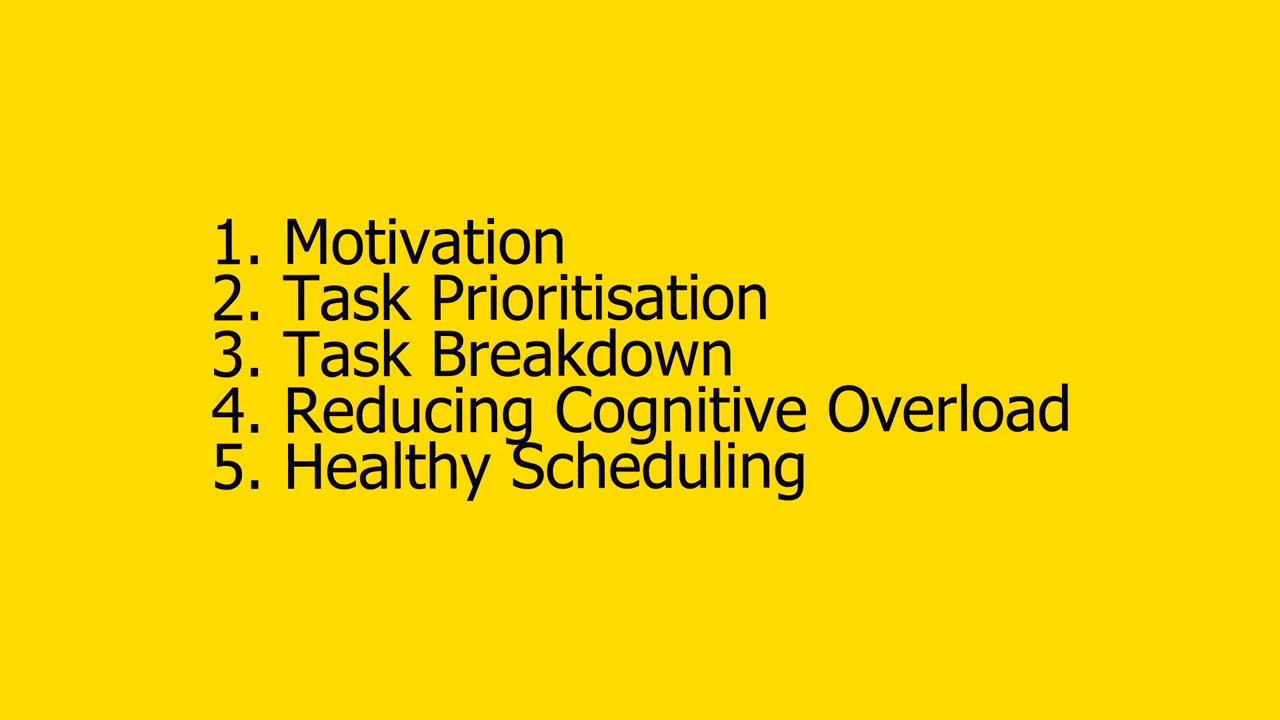 1. Motivation
2. Task Prioritisation
3. Task Breakdown
4. Reducing Cognitive Overload
5. Healthy Scheduling